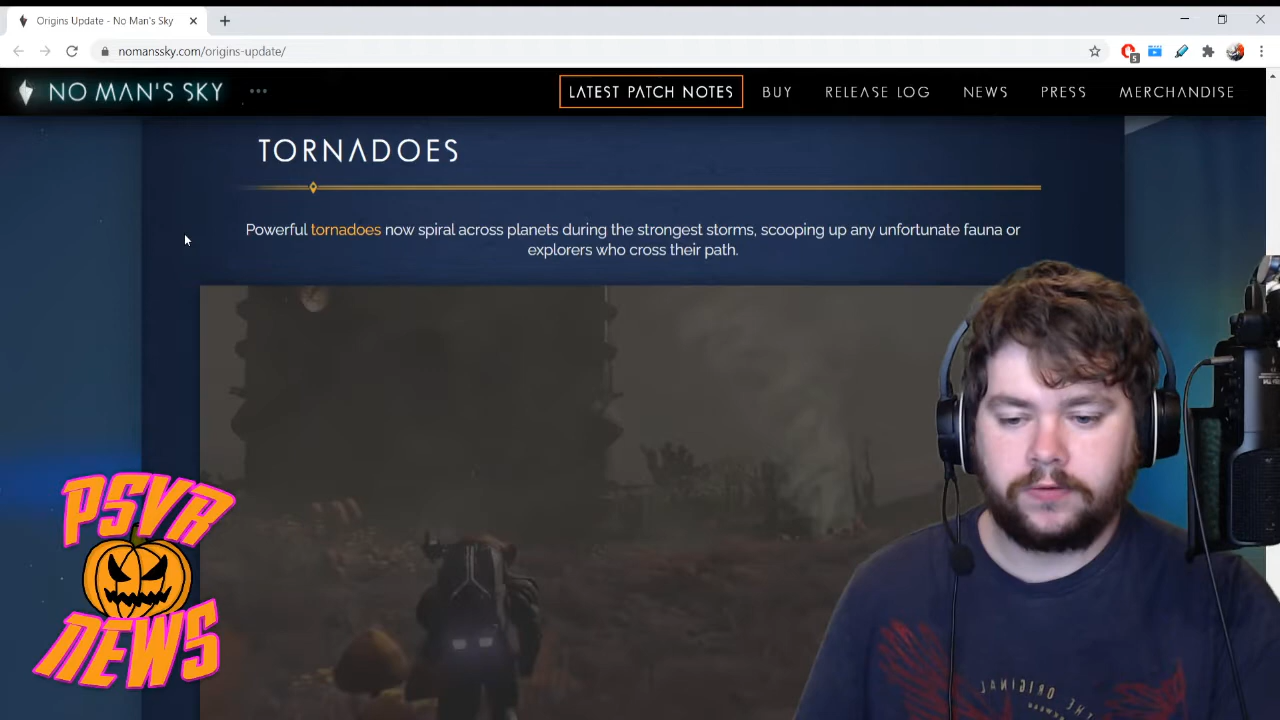 Origins Update - No Man's Sky
nomanssky.com/origins-update/
5
NO MAN'S SKY
LATEST PATCH NOTES
BUY
RELEASE LOG
NEWS
PRESS
MERCHANDISE
TORNADOES
Powerful tornadoes now spiral across planets during the strongest storms, scooping up any unfortunate fauna or
explorers who cross their path.
PSVR
NEWS
ORIGINAL